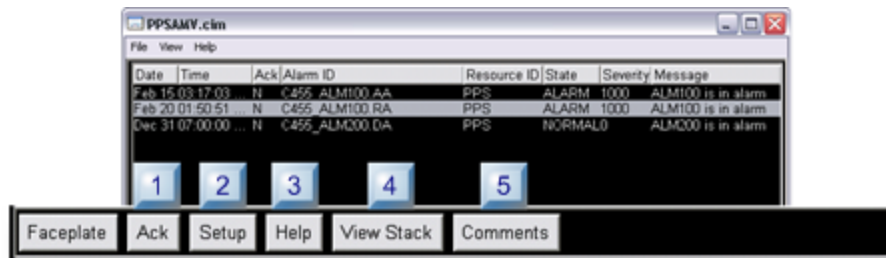 PPSAMV.cim
File View Help
Date Time Ack Alarm ID Resource ID State Severity Message
Feb 15 03:17:03 ... N C455_ALM100.AA PPS ALARM 1000 ALM100 is in alarm
Feb 20 01:50:51 ... N C455_ALM100.RA PPS ALARM 1000 ALM100 is in alarm
Dec 31 07:00:00 ... N C455_ALM200.DA PPS NORMAL 0 ALM200 is in alarm
1 2 3 4 5
Faceplate Ack Setup Help View Stack Comments